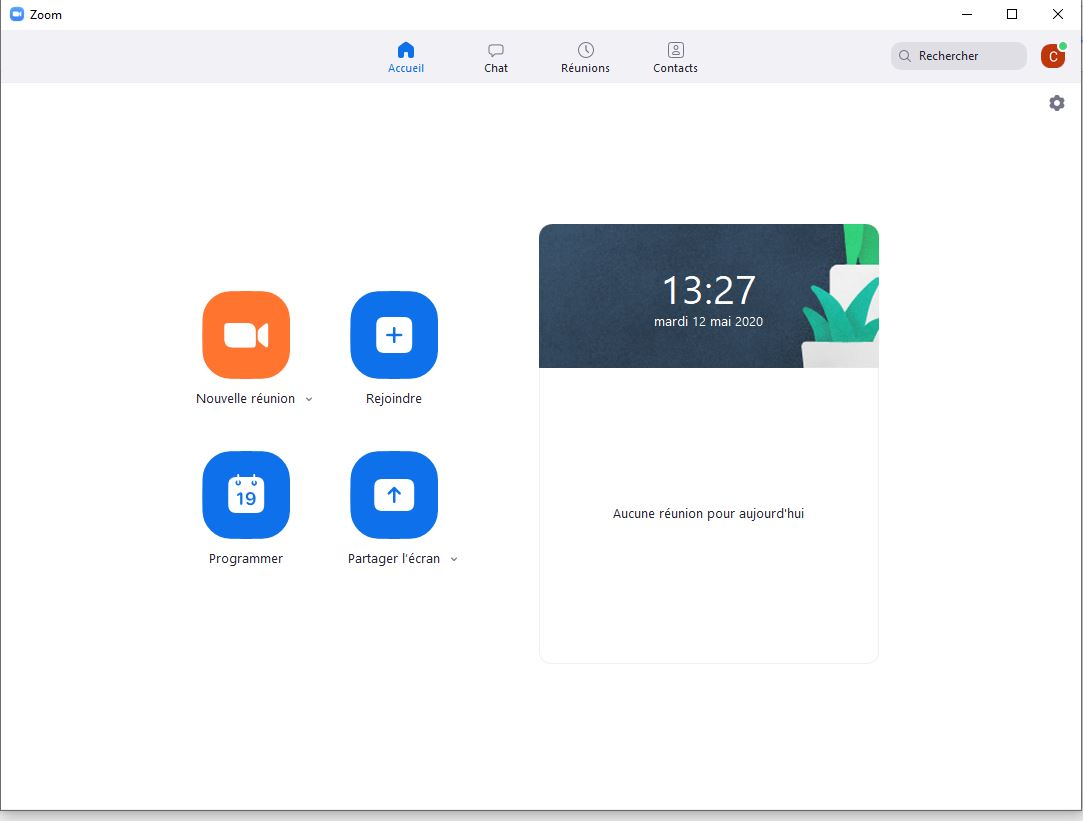 Zoom
Accueil
Chat
Réunions
Contacts
Rechercher
C
Nouvelle réunion
Rejoindre
19
Programmer
Partager l'écran
13:27
mardi 12 mai 2020
Aucune réunion pour aujourd'hui